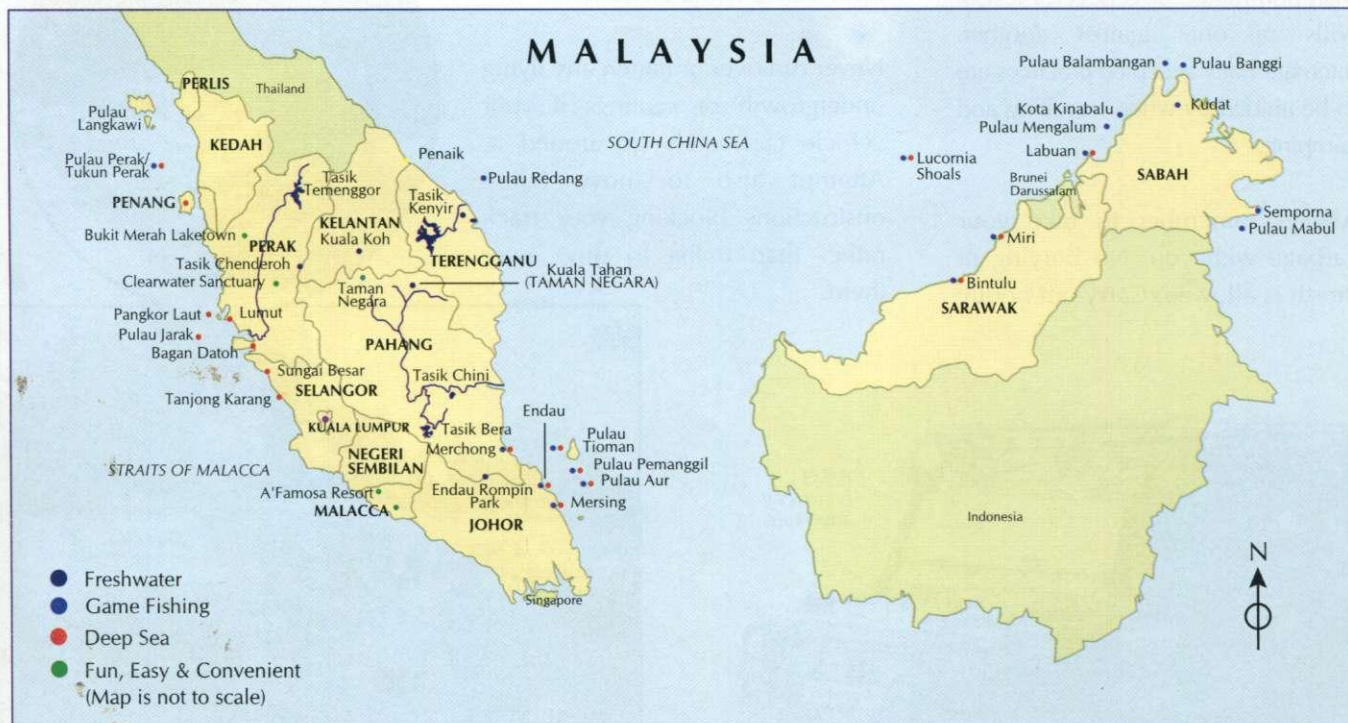 MALAYSIA
PERLIS
Thailand
Pulau
Langkawi
KEDAH
Pulau Perak/
Tukun Perak
PENANG
Bukit Merah Laketown
PERAK
Tasik
Temenggor
KELANTAN
Kuala Koh
Penaik
Pulau Redang
Tasik
Kenyir
TERENGGANU
SOUTH CHINA SEA
Tasik Chenderoh
Clearwater Sanctuary
Taman
Negara
Kuala Tahan
(TAMAN NEGARA)
Pangkor Laut
Lumut
Pulau Jarak
Bagan Datoh
PAHANG
Sungai Besar
SELANGOR
Tasik Chini
Tanjong Karang
KUALA LUMPUR
Tasik Bera
Endau
Merchong
NEGERI
SEMBILAN
STRAITS OF MALACCA
Pulau
Tioman
Pulau Pemanggil
Pulau Aur
A'Famosa Resort
MALACCA
Endau Rompin
Park
Mersing
JOHOR
Singapore
Pulau Balambangan
Pulau Banggi
Kota Kinabalu
Kudat
Pulau Mengalum
Labuan
Lucornia
Shoals
Brunei
Darussalam
SABAH
Semporna
Pulau Mabul
Miri
Bintulu
SARAWAK
Indonesia
N
Freshwater
Game Fishing
Deep Sea
Fun, Easy & Convenient
(Map is not to scale)